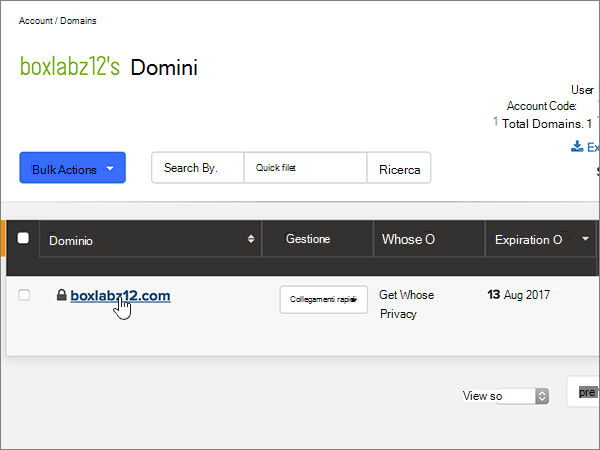 Account / Domains
boxlabz12's Domini
User
Account Code:
1 Total Domains. 1
Ex
Bulk Actions
Search By.
Quick filet
Ricerca
Dominio
Gestione
Whose O
Expiration O
boxlabz12.com
Collegamenti rapidi
Get Whose
Privacy
13 Aug 2017
View so
pre